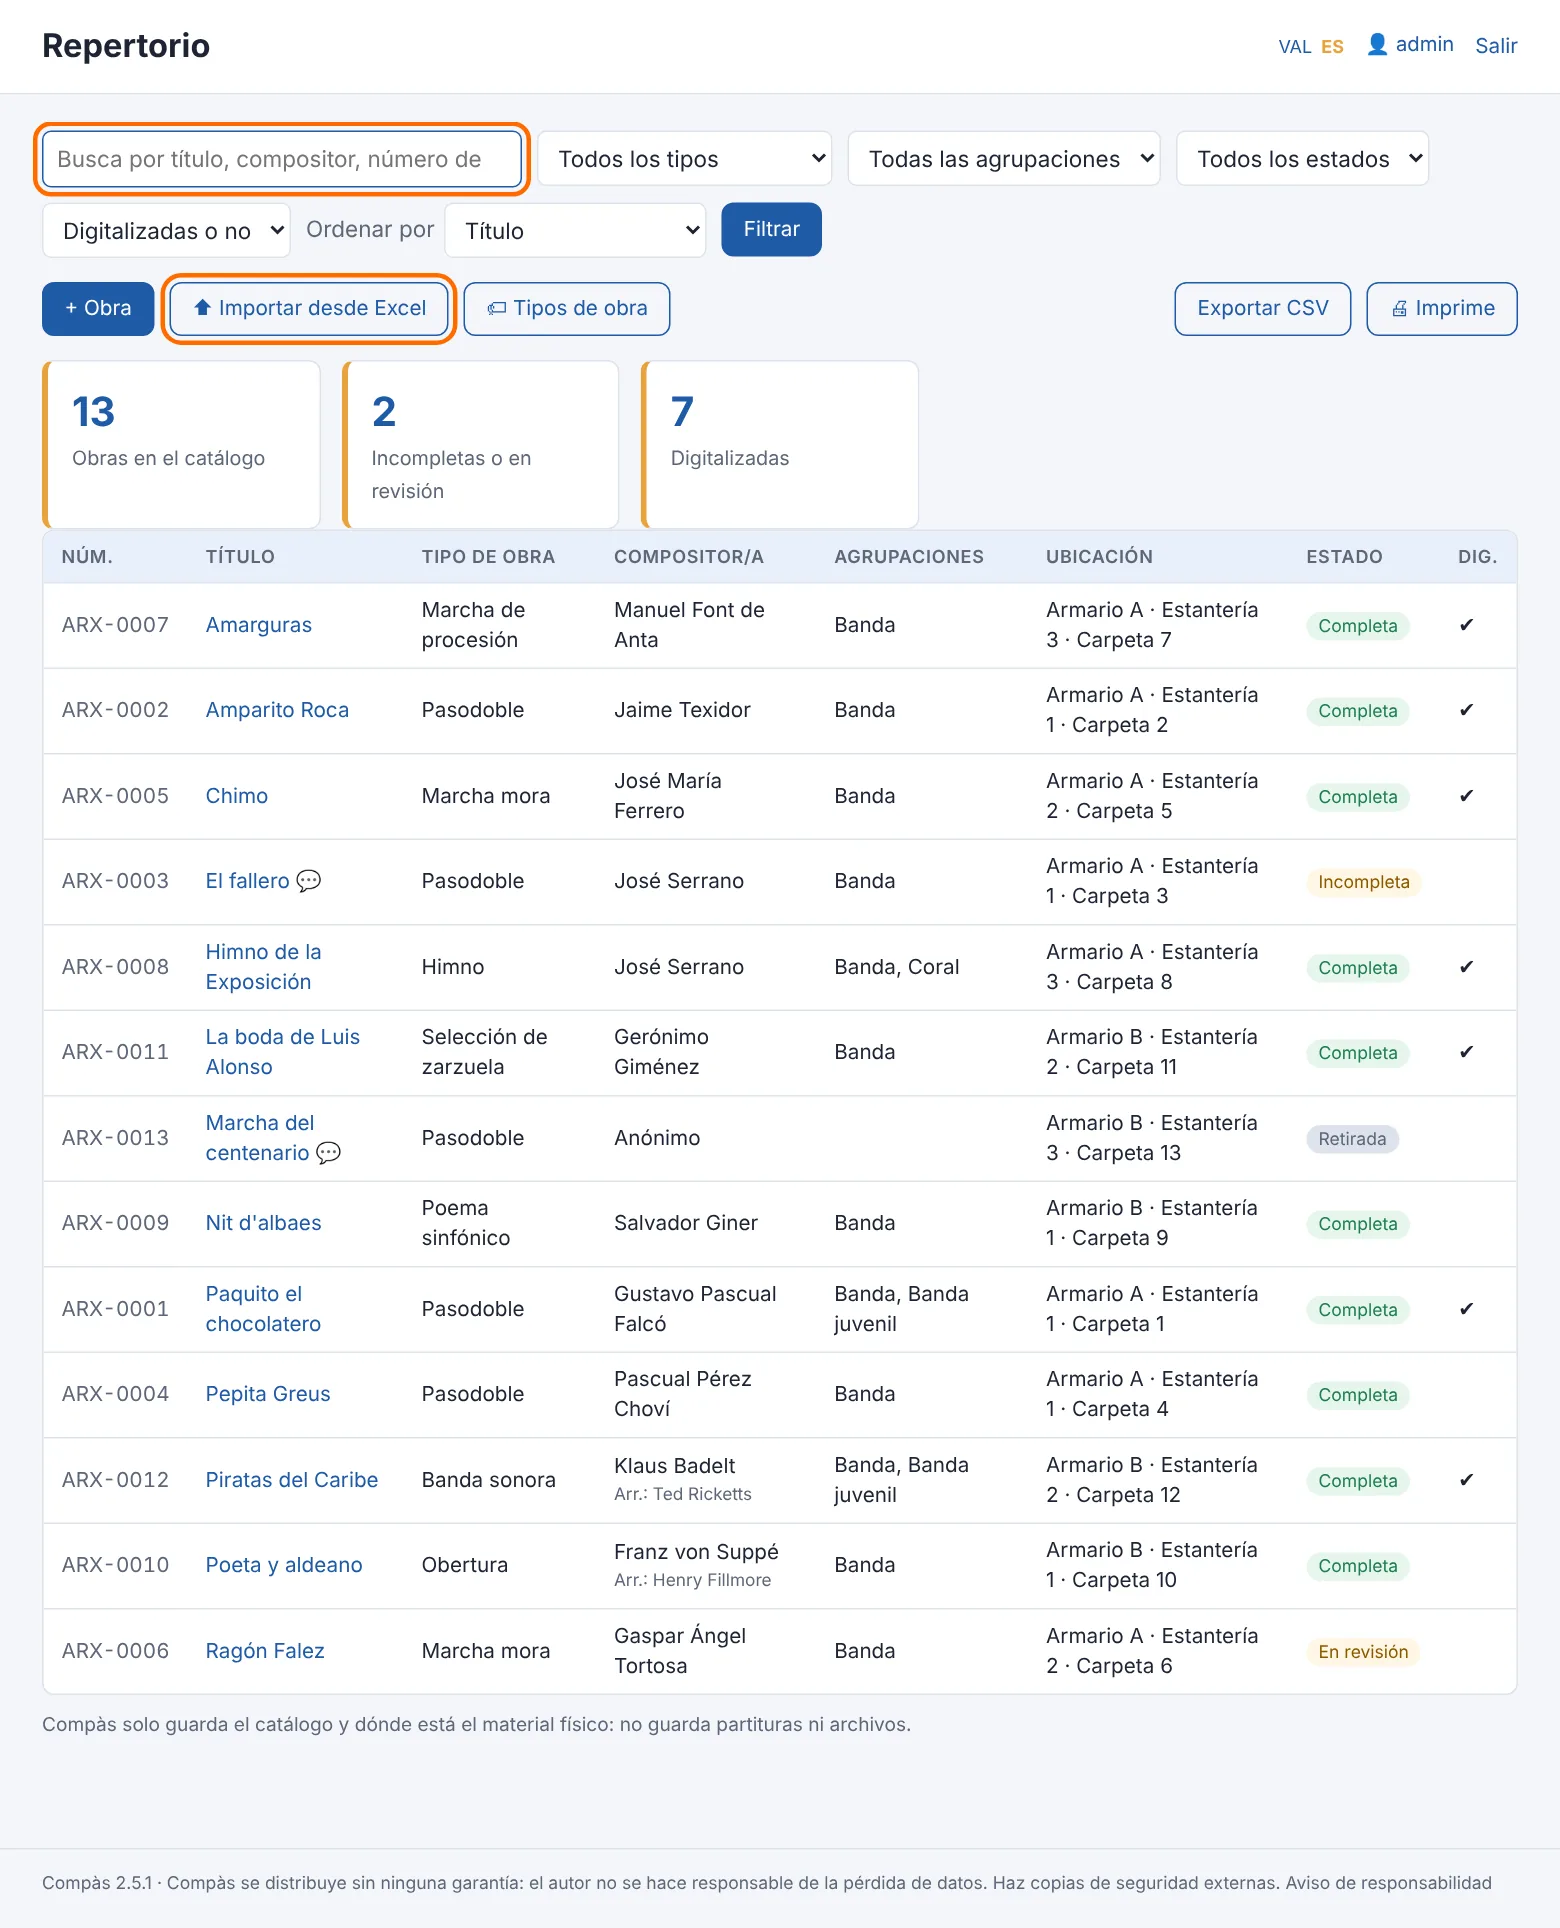 Repertorio
VAL ES 👤 admin Salir
Busca por título, compositor, número de
Todos los tipos
Todas las agrupaciones
Todos los estados
Digitalizadas o no
Ordenar por
Título
Filtrar
+ Obra
⬆ Importar desde Excel
🏷 Tipos de obra
Exportar CSV
🖨 Imprime
13
Obras en el catálogo
2
Incompletas o en
revisión
7
Digitalizadas
NÚM. TÍTULO TIPO DE OBRA COMPOSITOR/A AGRUPACIONES UBICACIÓN ESTADO DIG.
ARX-0007 Amarguras Marcha de procesión Manuel Font de Anta Banda Armario A · Estantería 3 · Carpeta 7 Completa ✔
ARX-0002 Amparito Roca Pasodoble Jaime Texidor Banda Armario A · Estantería 1 · Carpeta 2 Completa ✔
ARX-0005 Chimo Marcha mora José María Ferrero Banda Armario A · Estantería 2 · Carpeta 5 Completa ✔
ARX-0003 El fallero 💬 Pasodoble José Serrano Banda Armario A · Estantería 1 · Carpeta 3 Incompleta
ARX-0008 Himno de la Exposición Himno José Serrano Banda, Coral Armario A · Estantería 3 · Carpeta 8 Completa ✔
ARX-0011 La boda de Luis Alonso Selección de zarzuela Gerónimo Giménez Banda Armario B · Estantería 2 · Carpeta 11 Completa ✔
ARX-0013 Marcha del centenario 💬 Pasodoble Anónimo Armario B · Estantería 3 · Carpeta 13 Retirada
ARX-0009 Nit d'albaes Poema sinfónico Salvador Giner Banda Armario B · Estantería 1 · Carpeta 9 Completa
ARX-0001 Paquito el chocolatero Pasodoble Gustavo Pascual Falcó Banda, Banda juvenil Armario A · Estantería 1 · Carpeta 1 Completa ✔
ARX-0004 Pepita Greus Pasodoble Pascual Pérez Choví Banda Armario A · Estantería 1 · Carpeta 4 Completa
ARX-0012 Piratas del Caribe Banda sonora Klaus Badelt Arr.: Ted Ricketts Banda, Banda juvenil Armario B · Estantería 2 · Carpeta 12 Completa ✔
ARX-0010 Poeta y aldeano Obertura Franz von Suppé Arr.: Henry Fillmore Banda Armario B · Estantería 1 · Carpeta 10 Completa
ARX-0006 Ragón Falez Marcha mora Gaspar Ángel Tortosa Banda Armario A · Estantería 2 · Carpeta 6 En revisión
Compàs solo guarda el catálogo y dónde está el material físico: no guarda partituras ni archivos.
Compàs 2.5.1 · Compàs se distribuye sin ninguna garantía: el autor no se hace responsable de la pérdida de datos. Haz copias de seguridad externas. Aviso de responsabilidad